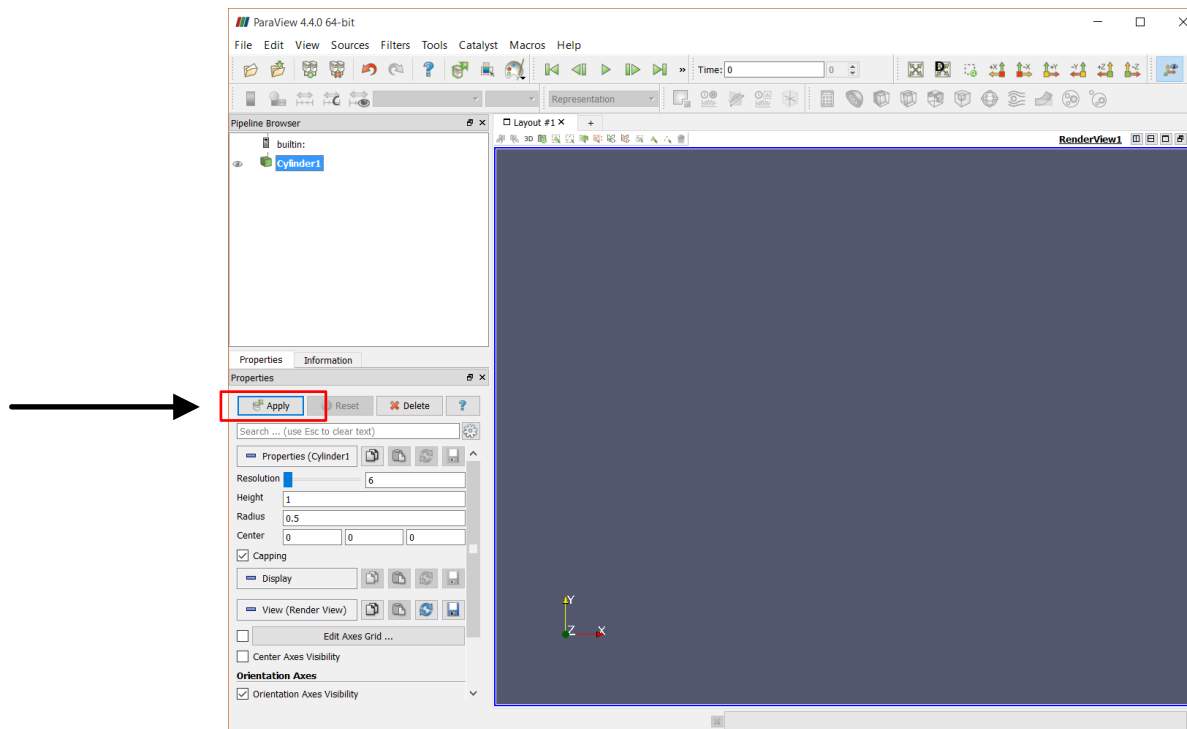 ParaView 4.4.0 64-bit
File Edit View Sources Filters Tools Catalyst Macros Help
? » Time: 0 0 D +X -X +Y -Y +Z -Z
C Representation
Pipeline Browser
Layout #1 × +
3D RenderView1
builtin:
Cylinder1
Properties Information
Properties
Apply Reset Delete ?
Search ... (use Esc to clear text)
Properties (Cylinder1
Resolution 6
Height 1
Radius 0.5
Center 0 0 0
Capping
Display
View (Render View)
Edit Axes Grid ...
Center Axes Visibility
Orientation Axes
Orientation Axes Visibility
Y
Z X